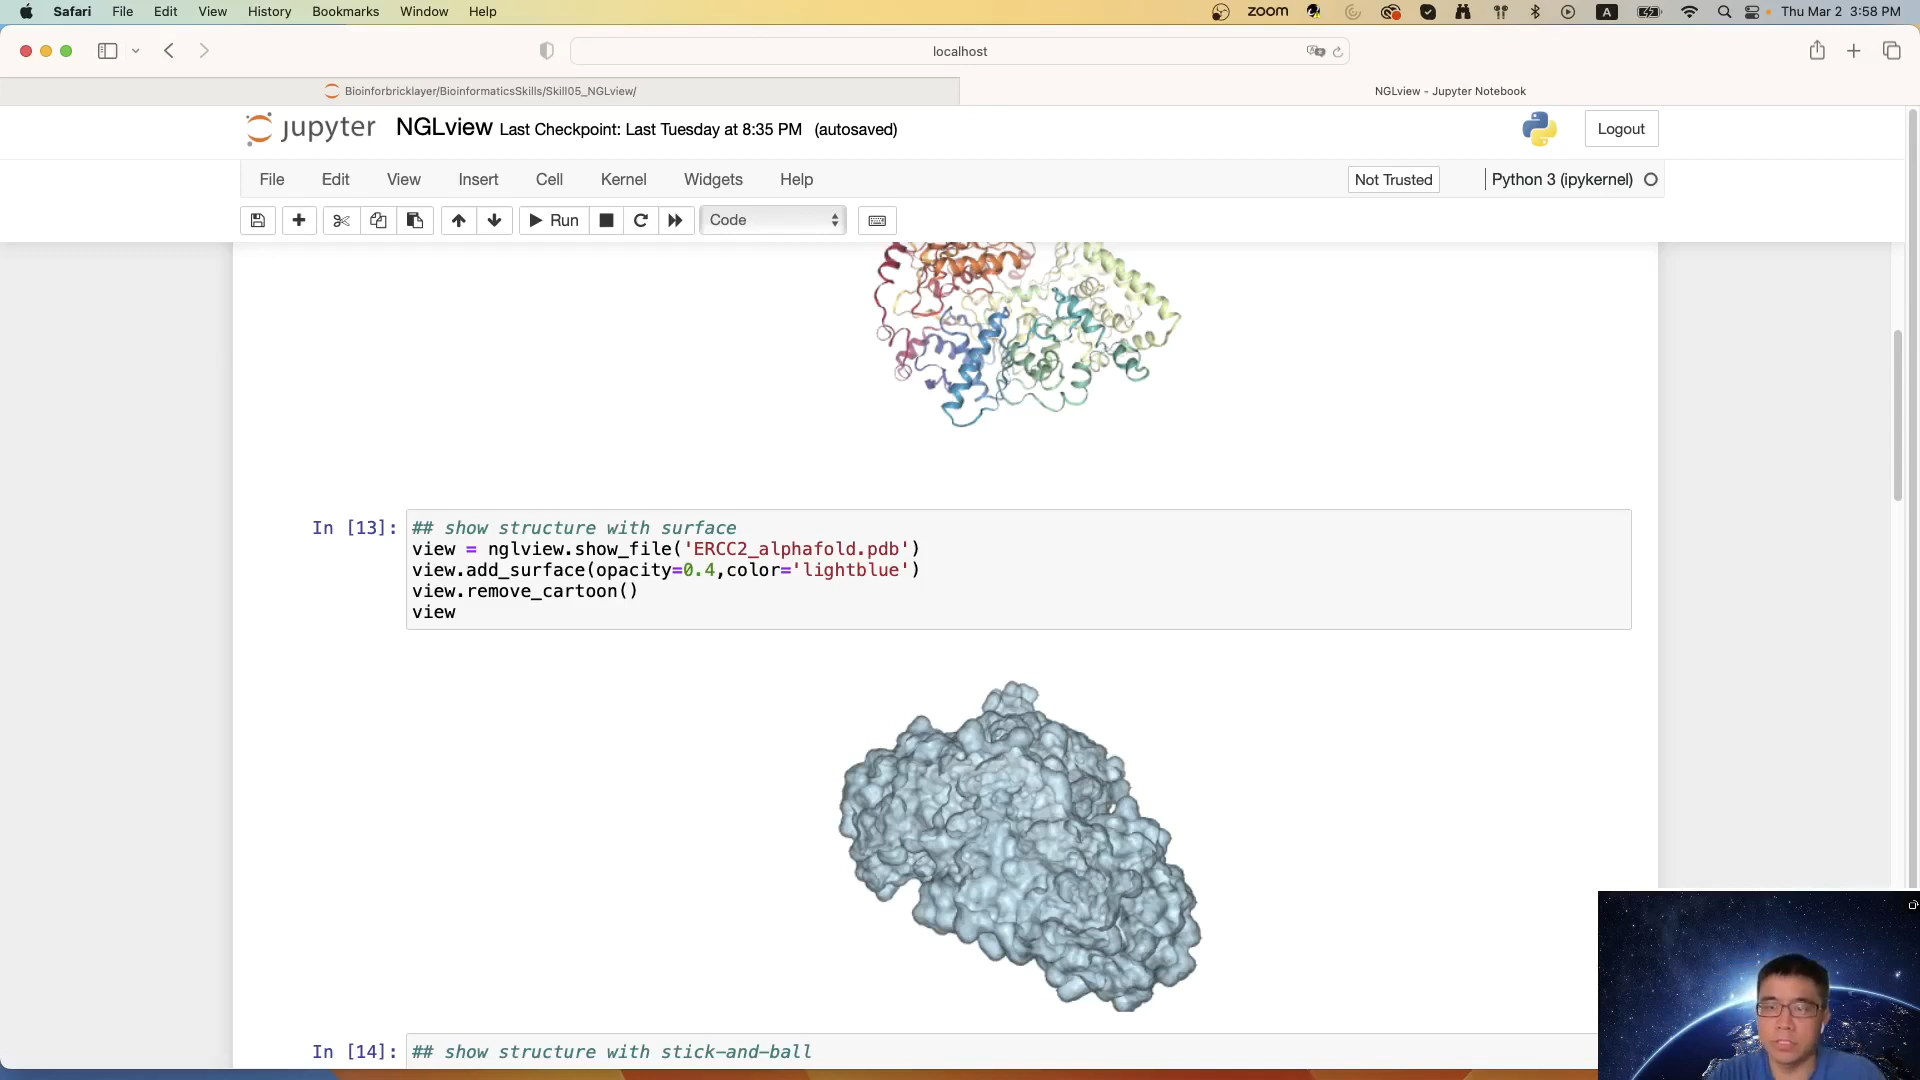 Safari File Edit View History Bookmarks Window Help zoom A Thu Mar 2 3:58 PM
localhost
Bioinforbricklayer/BioinformaticsSkills/Skill05_NGLview/ NGLview - Jupyter Notebook
jupyter NGLview Last Checkpoint: Last Tuesday at 8:35 PM (autosaved) Logout
File Edit View Insert Cell Kernel Widgets Help Not Trusted Python 3 (ipykernel)
Run Code
In [13]: ## show structure with surface
view = nglview.show_file('ERCC2_alphafold.pdb')
view.add_surface(opacity=0.4,color='lightblue')
view.remove_cartoon()
view
In [14]: ## show structure with stick-and-ball